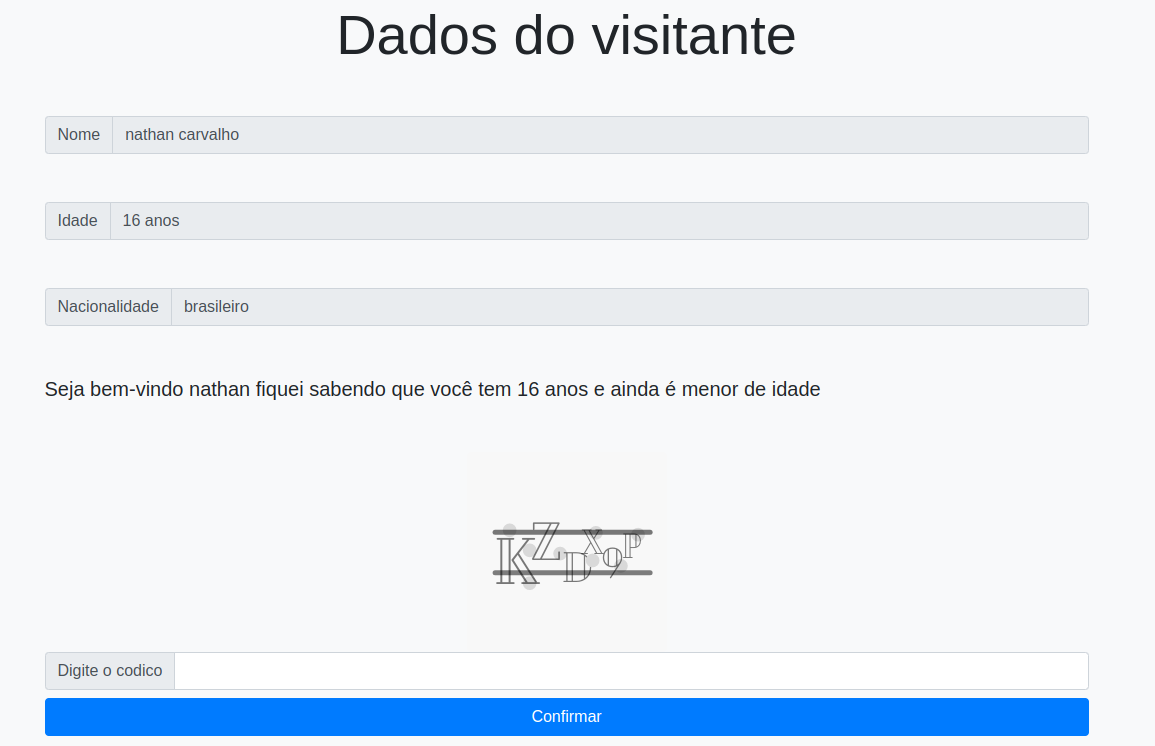 Dados do visitante
Nome nathan carvalho
Idade 16 anos
Nacionalidade brasileiro
Seja bem-vindo nathan fiquei sabendo que você tem 16 anos e ainda é menor de idade
KZDX9P
Digite o codico
Confirmar